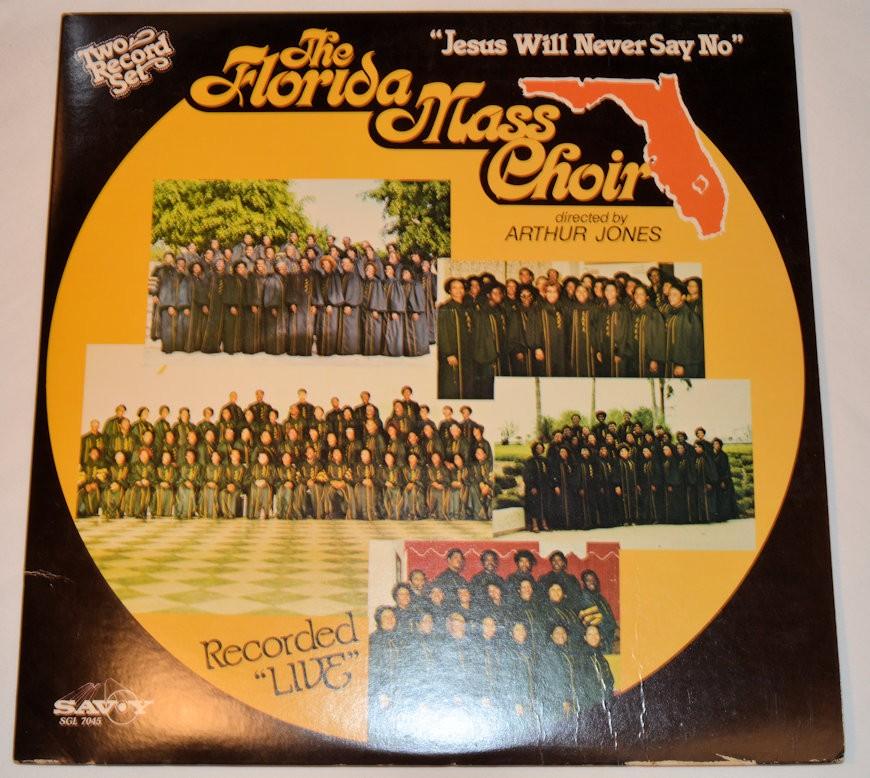 Two
Record
Set
"Jesus Will Never Say No"
The
Florida
Mass
Choir
directed by
ARTHUR JONES
Recorded
"LIVE"
SAVOY
SGL 7045